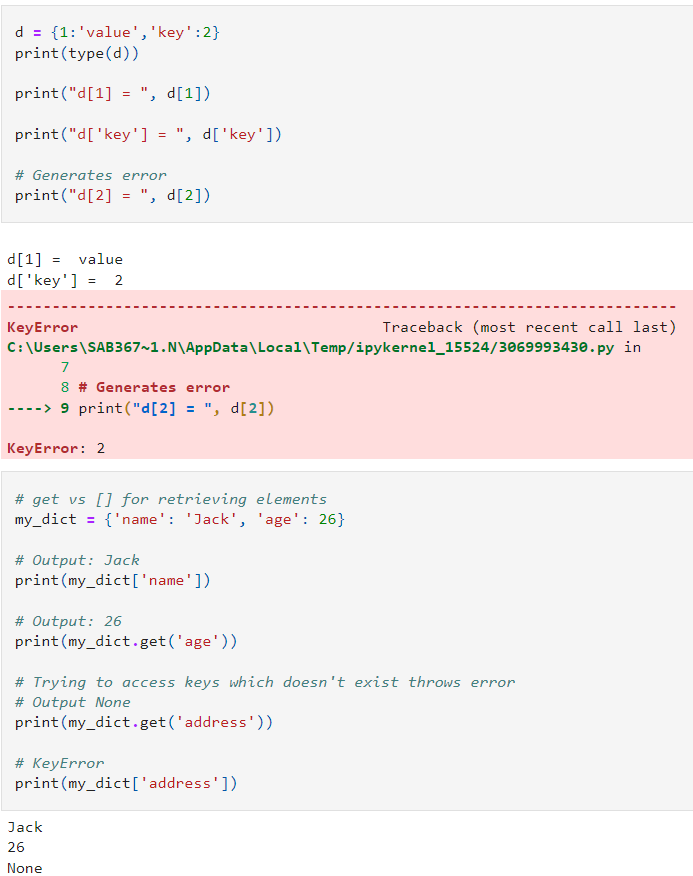 d = {1:'value','key':2}
print(type(d))
print("d[1] = ", d[1])
print("d['key'] = ", d['key'])
# Generates error
print("d[2] = ", d[2])
d[1] =  value
d['key'] =  2
---------------------------------------------------------------------------
KeyError                                  Traceback (most recent call last)
C:\Users\SAB367~1.N\AppData\Local\Temp/ipykernel_15524/3069993430.py in
      7
      8 # Generates error
----> 9 print("d[2] = ", d[2])
KeyError: 2
# get vs [] for retrieving elements
my_dict = {'name': 'Jack', 'age': 26}
# Output: Jack
print(my_dict['name'])
# Output: 26
print(my_dict.get('age'))
# Trying to access keys which doesn't exist throws error
# Output None
print(my_dict.get('address'))
# KeyError
print(my_dict['address'])
Jack
26
None